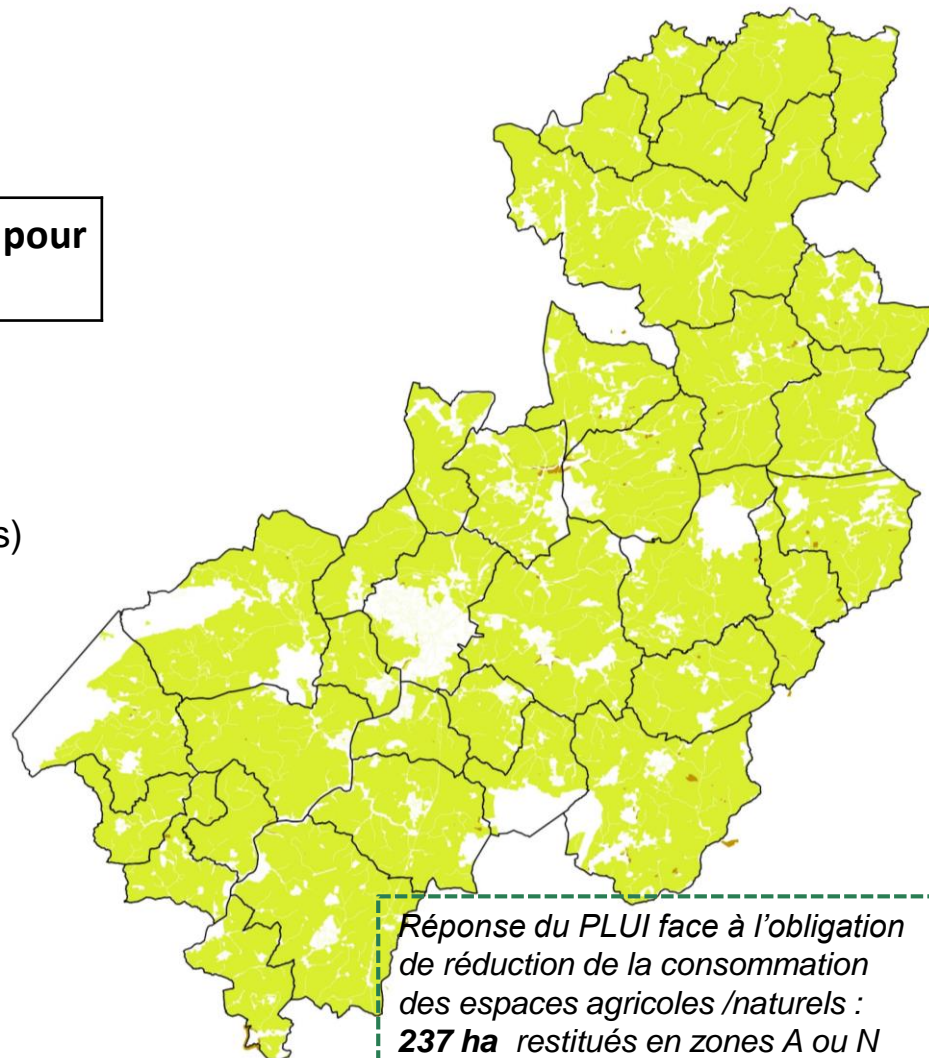 pour
s)
Réponse du PLUI face à l’obligation
de réduction de la consommation
des espaces agricoles /naturels :
237 ha restitués en zones A ou N